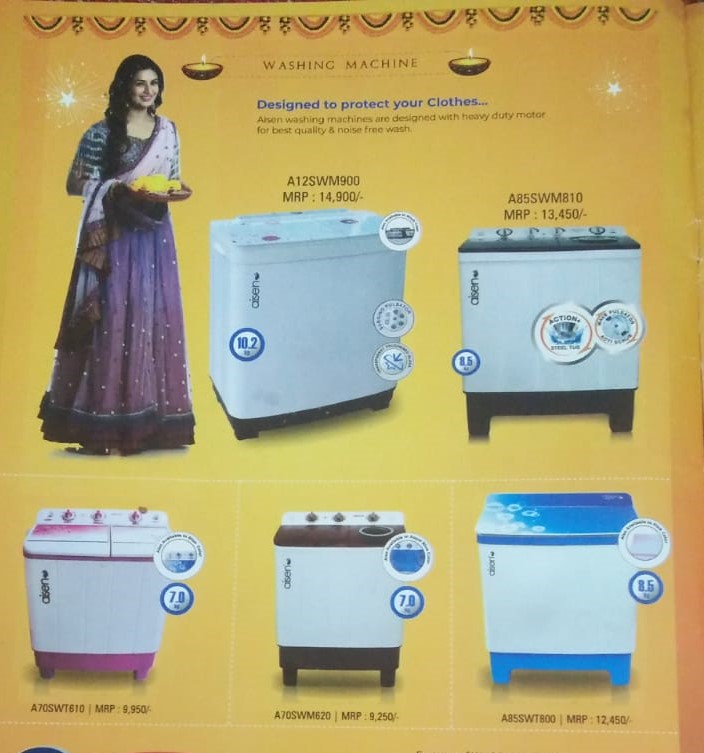 WASHING MACHINE
Designed to protect your Clothes...
Aisen washing machines are designed with heavy duty motor
for best quality & noise free wash.
A12SWM900
MRP : 14,900/-
A85SWM810
MRP : 13,450/-
aisen
10.2
kg
aisen
ACTION+
STEEL TUB
8.5
kg
aisen
7.0
kg
A70SWT610 | MRP : 9,950/-
aisen
7.0
kg
A70SWM620 | MRP : 9,250/-
aisen
8.5
kg
A85SWT800 | MRP : 12,450/-